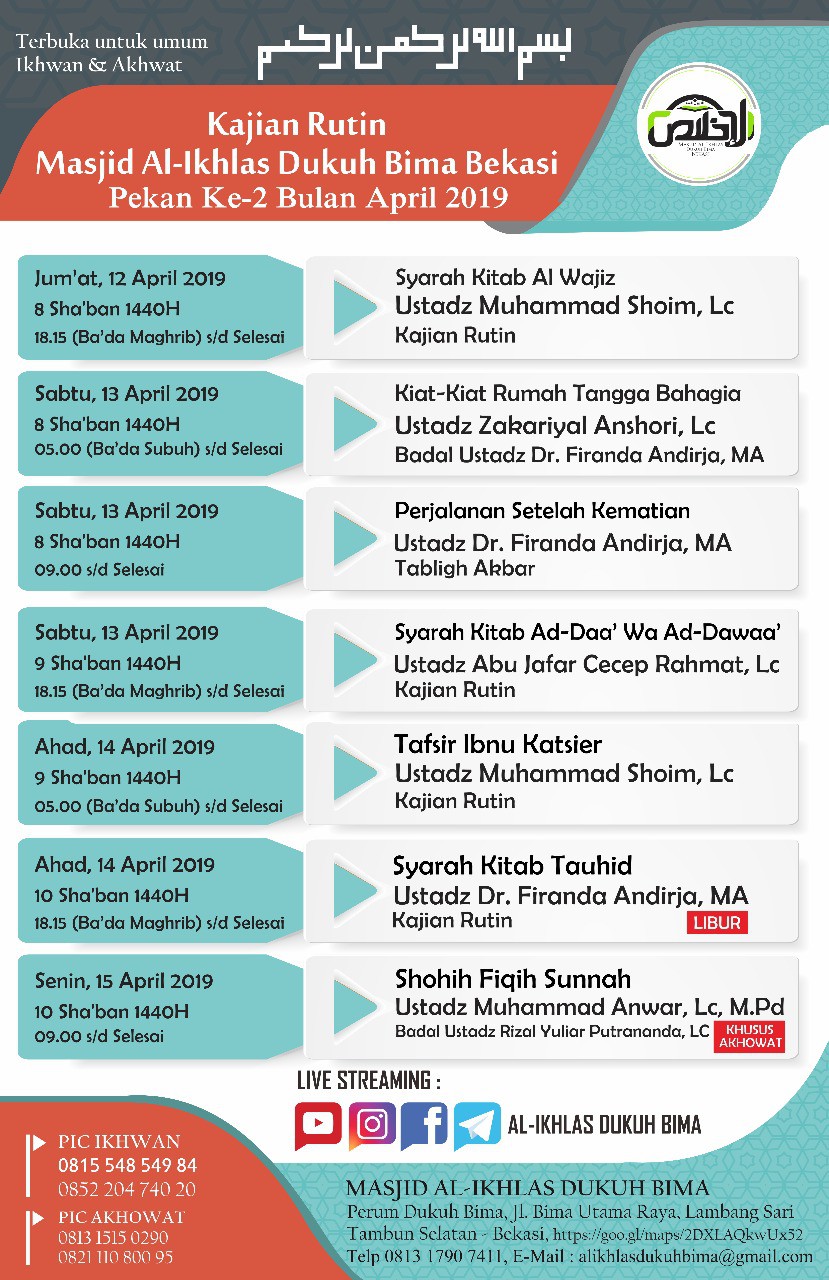 Terbuka untuk umum
Ikhwan & Akhwat
بسم الله الرحمن الرحيم
الإخلاص
MASJID AL-IKHLAS
DUKUH BIMA
BEKASI
Kajian Rutin
Masjid Al-Ikhlas Dukuh Bima Bekasi
Pekan Ke-2 Bulan April 2019
Jum'at, 12 April 2019
8 Sha'ban 1440H
18.15 (Ba'da Maghrib) s/d Selesai
Syarah Kitab Al Wajiz
Ustadz Muhammad Shoim, Lc
Kajian Rutin
Sabtu, 13 April 2019
8 Sha'ban 1440H
05.00 (Ba'da Subuh) s/d Selesai
Kiat-Kiat Rumah Tangga Bahagia
Ustadz Zakariyal Anshori, Lc
Badal Ustadz Dr. Firanda Andirja, MA
Sabtu, 13 April 2019
8 Sha'ban 1440H
09.00 s/d Selesai
Perjalanan Setelah Kematian
Ustadz Dr. Firanda Andirja, MA
Tabligh Akbar
Sabtu, 13 April 2019
9 Sha'ban 1440H
18.15 (Ba'da Maghrib) s/d Selesai
Syarah Kitab Ad-Daa' Wa Ad-Dawaa'
Ustadz Abu Jafar Cecep Rahmat, Lc
Kajian Rutin
Ahad, 14 April 2019
9 Sha'ban 1440H
05.00 (Ba'da Subuh) s/d Selesai
Tafsir Ibnu Katsier
Ustadz Muhammad Shoim, Lc
Kajian Rutin
Ahad, 14 April 2019
10 Sha'ban 1440H
18.15 (Ba'da Maghrib) s/d Selesai
Syarah Kitab Tauhid
Ustadz Dr. Firanda Andirja, MA
Kajian Rutin
LIBUR
Senin, 15 April 2019
10 Sha'ban 1440H
09.00 s/d Selesai
Shohih Fiqih Sunnah
Ustadz Muhammad Anwar, Lc, M.Pd
Badal Ustadz Rizal Yuliar Putrananda, LC
KHUSUS
AKHOWAT
LIVE STREAMING :
AL-IKHLAS DUKUH BIMA
PIC IKHWAN
0815 548 549 84
0852 204 740 20
PIC AKHOWAT
0813 1515 0290
0821 110 800 95
MASJID AL-IKHLAS DUKUH BIMA
Perum Dukuh Bima, Jl. Bima Utama Raya, Lambang Sari
Tambun Selatan - Bekasi, https://goo.gl/maps/2DXLAQkwUx52
Telp 0813 1790 7411, E-Mail : alikhlasdukuhbima@gmail.com